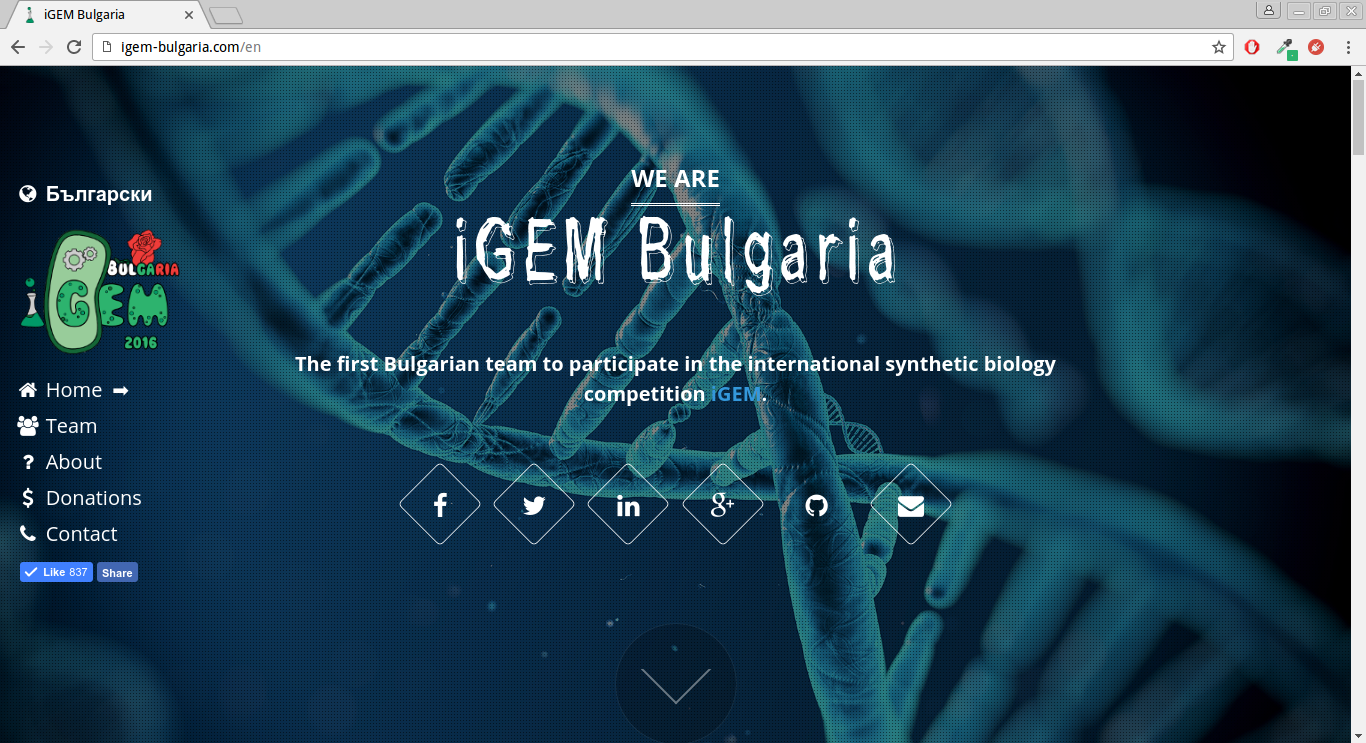 iGEM Bulgaria
igem-bulgaria.com/en
Български
BULGARIA
iGEM
2016
Home
Team
? About
$ Donations
Contact
Like 837 Share
WE ARE
iGEM Bulgaria
The first Bulgarian team to participate in the international synthetic biology
competition iGEM.